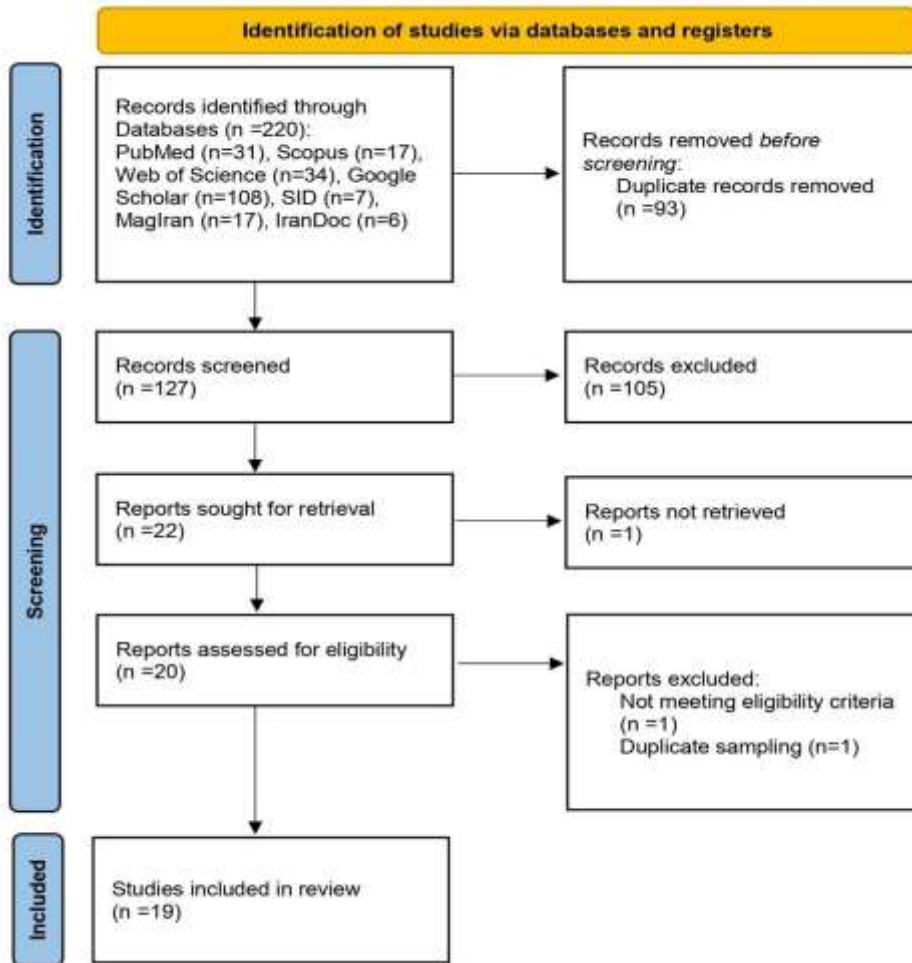 Identification of studies via databases and registers
Identification
Records identified through
Databases (n =220):
PubMed (n=31), Scopus (n=17),
Web of Science (n=34), Google
Scholar (n=108), SID (n=7),
MagIran (n=17), IranDoc (n=6)
Records removed before
screening:
Duplicate records removed
(n =93)
Screening
Records screened
(n =127)
Records excluded
(n =105)
Reports sought for retrieval
(n =22)
Reports not retrieved
(n =1)
Reports assessed for eligibility
(n =20)
Reports excluded:
Not meeting eligibility criteria
(n =1)
Duplicate sampling (n=1)
Included
Studies included in review
(n =19)